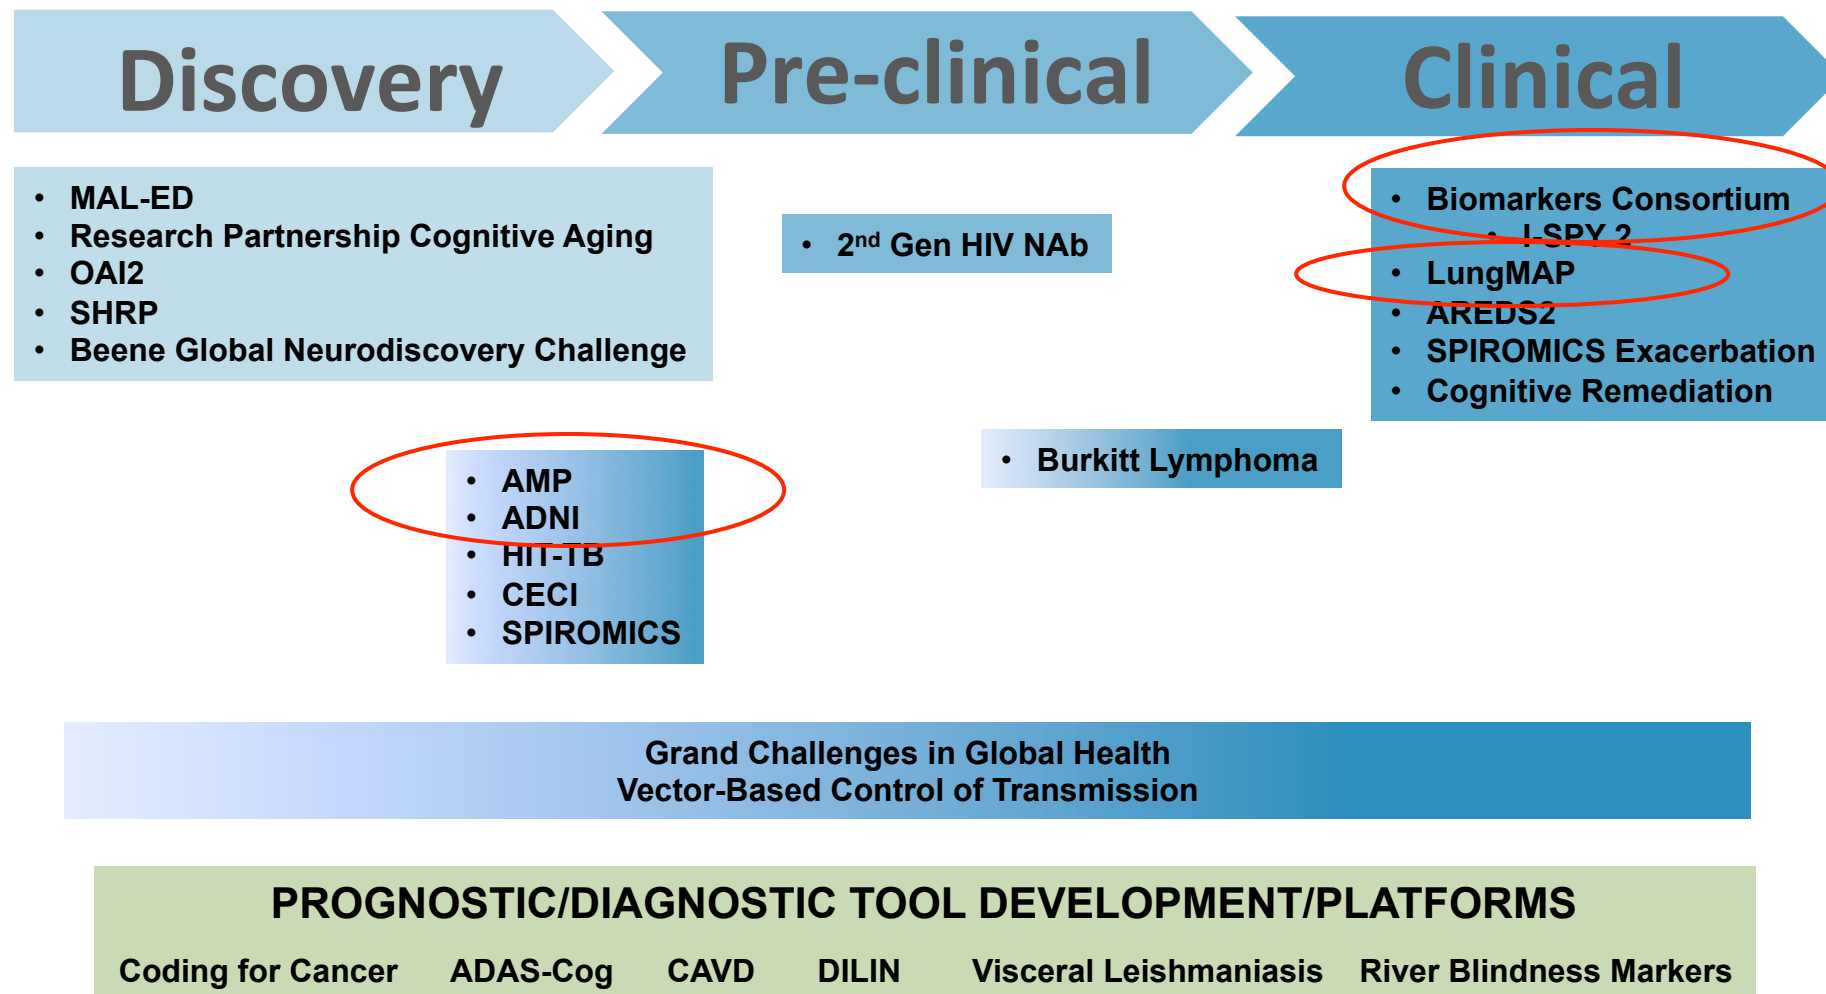 Discovery
Pre-clinical
Clinical
• MAL-ED
• Research Partnership Cognitive Aging
• OAI2
• SHRP
• Beene Global Neurodiscovery Challenge
• 2nd Gen HIV NAb
• Biomarkers Consortium
• I-SPY 2
• LungMAP
• AREDS2
• SPIROMICS Exacerbation
• Cognitive Remediation
• AMP
• ADNI
• HIT-TB
• CECI
• SPIROMICS
• Burkitt Lymphoma
Grand Challenges in Global Health
Vector-Based Control of Transmission
PROGNOSTIC/DIAGNOSTIC TOOL DEVELOPMENT/PLATFORMS
Coding for Cancer ADAS-Cog CAVD DILIN Visceral Leishmaniasis River Blindness Markers